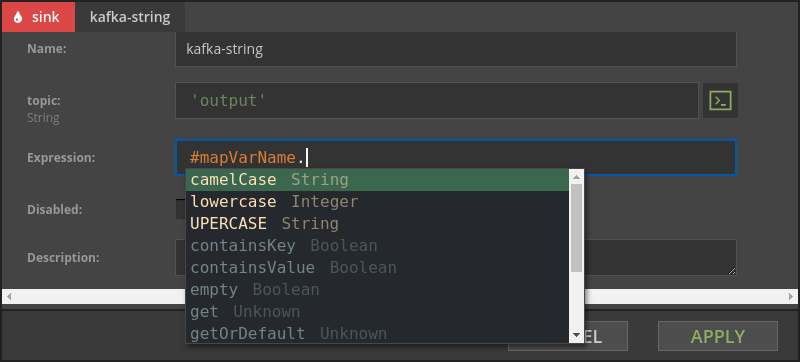 sink kafka-string
Name: kafka-string
topic: 'output'
String
Expression: #mapVarName.
camelCase String
lowercase Integer
Disabled:
UPERCASE String
containsKey Boolean
Description:
containsValue Boolean
empty Boolean
get Unknown
getOrDefault Unknown
EL APPLY